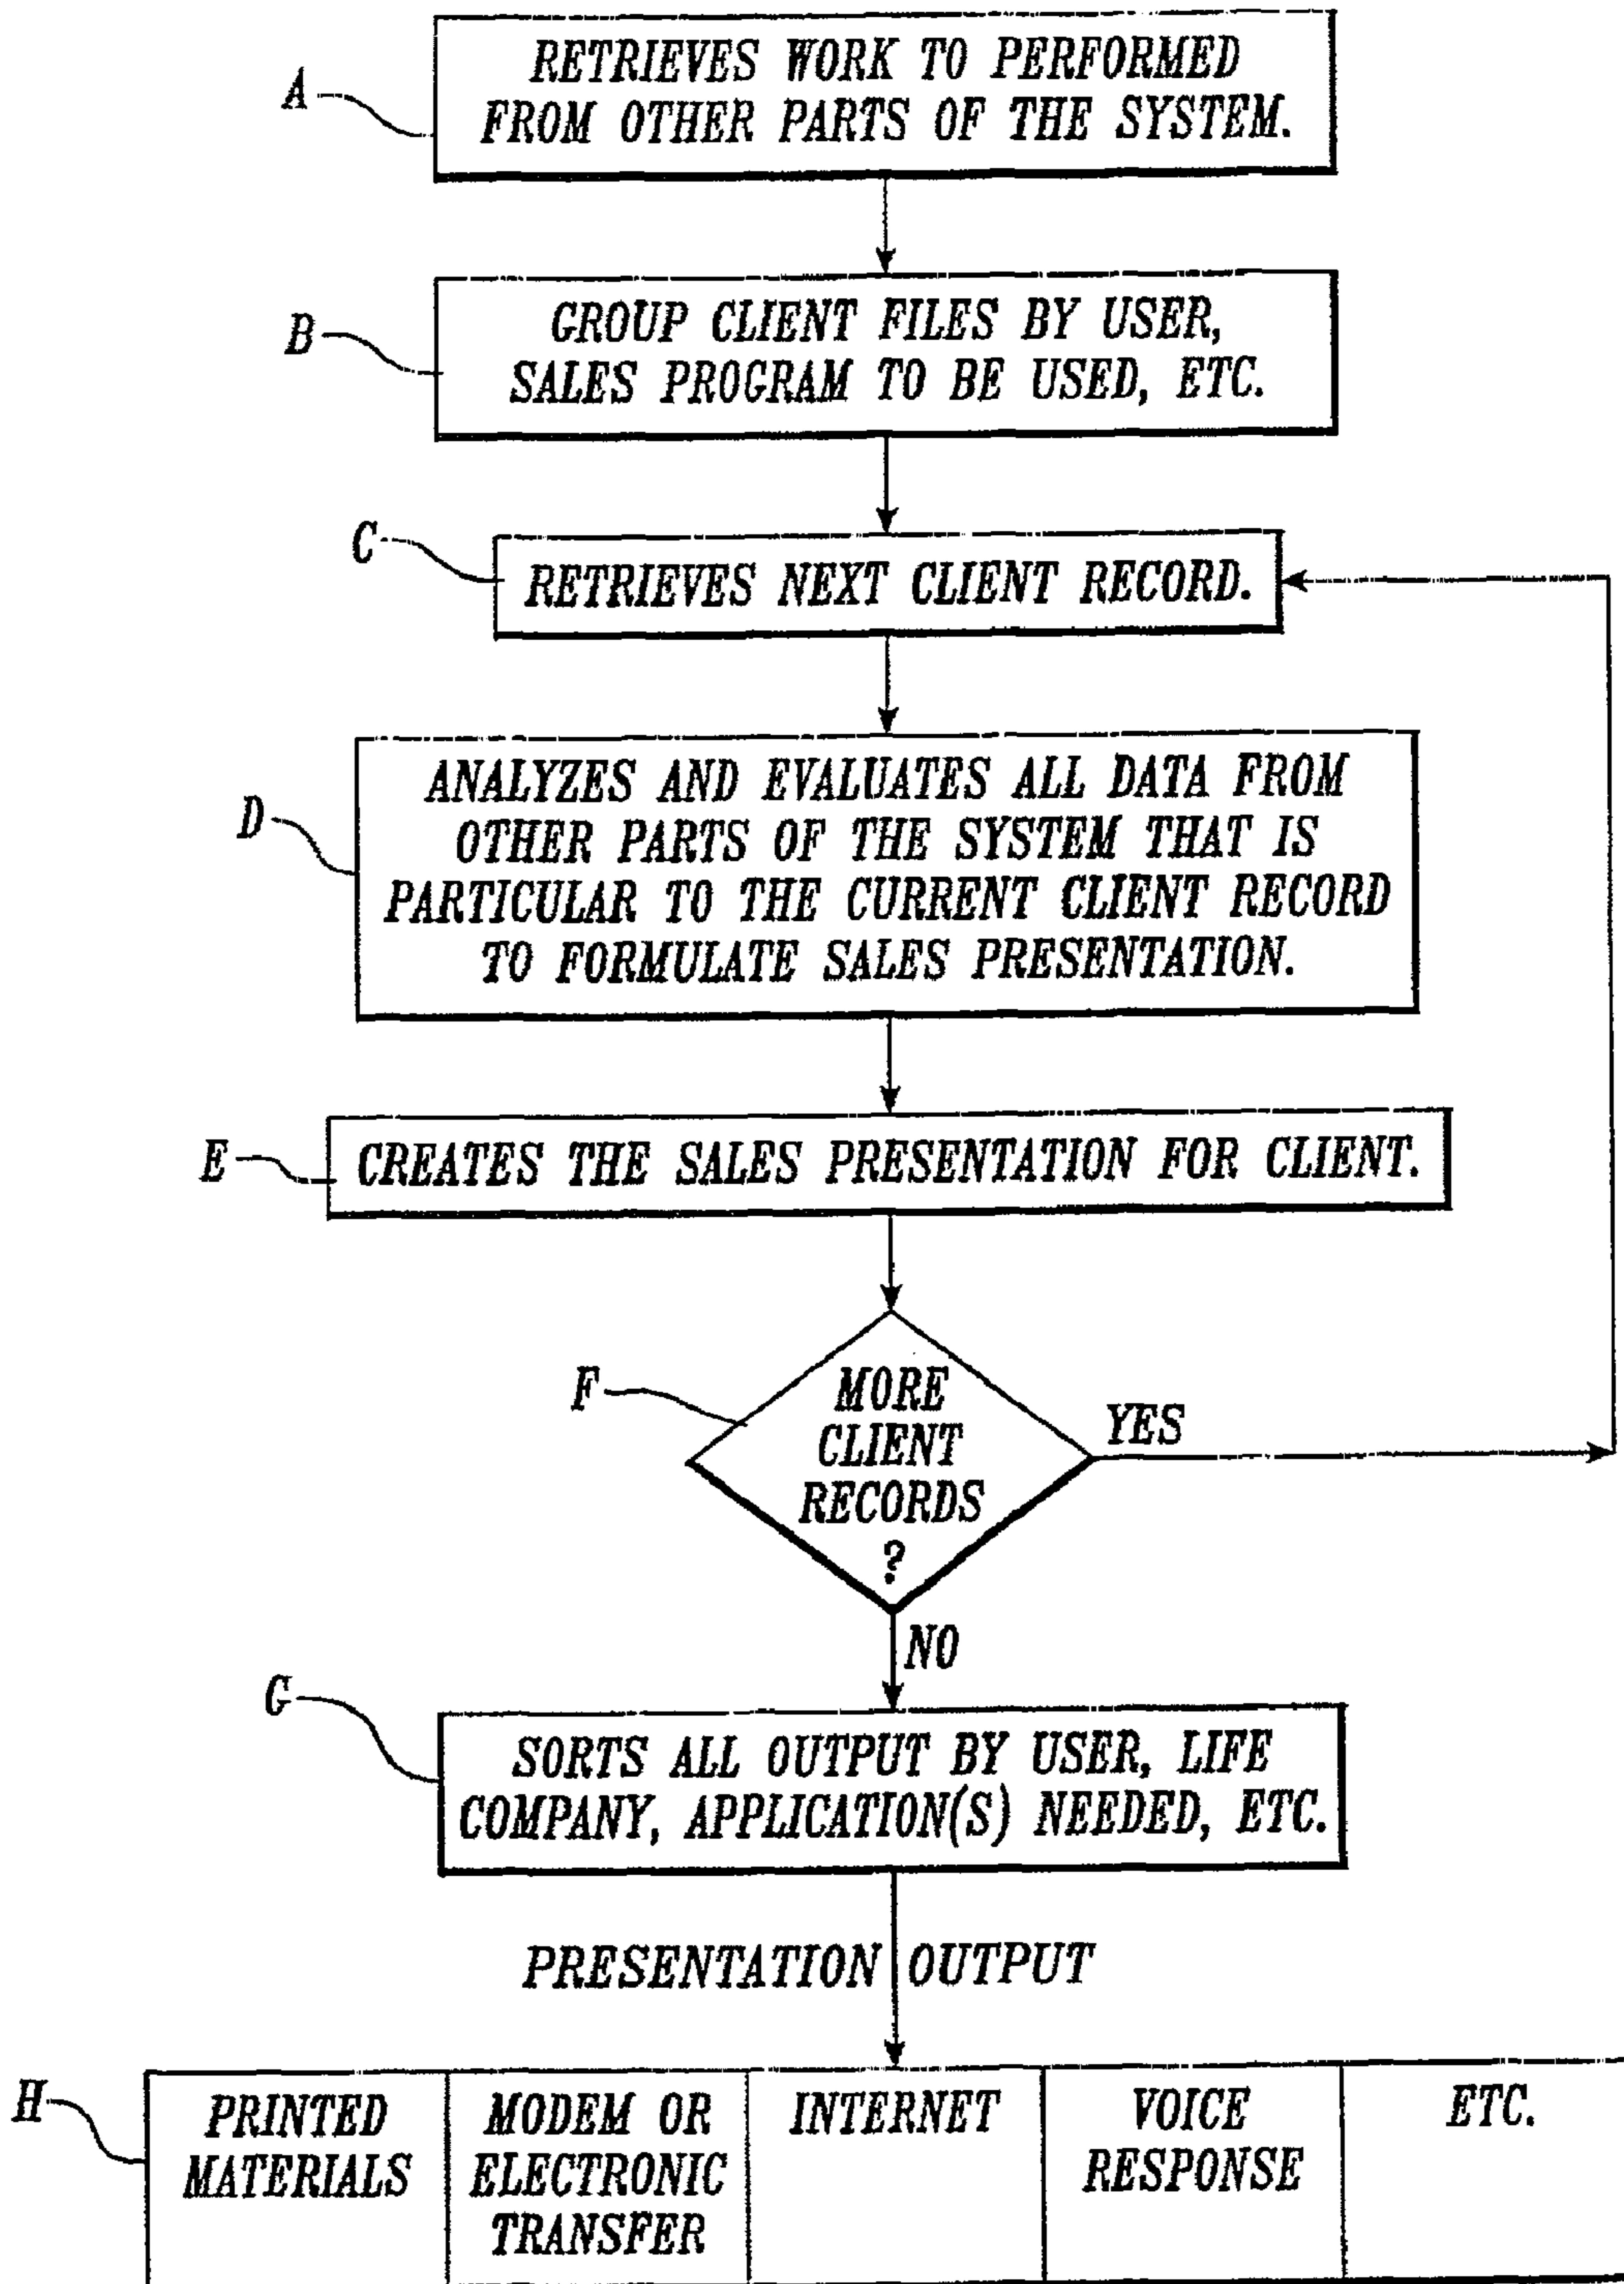 A
RETRIEVES WORK TO PERFORMED
FROM OTHER PARTS OF THE SYSTEM.
B
GROUP CLIENT FILES BY USER,
SALES PROGRAM TO BE USED, ETC.
C
RETRIEVES NEXT CLIENT RECORD.
D
ANALYZES AND EVALUATES ALL DATA FROM
OTHER PARTS OF THE SYSTEM THAT IS
PARTICULAR TO THE CURRENT CLIENT RECORD
TO FORMULATE SALES PRESENTATION.
E
CREATES THE SALES PRESENTATION FOR CLIENT.
F
MORE
CLIENT
RECORDS
?
YES
NO
G
SORTS ALL OUTPUT BY USER, LIFE
COMPANY, APPLICATION(S) NEEDED, ETC.
PRESENTATION OUTPUT
H
PRINTED
MATERIALS
MODEM OR
ELECTRONIC
TRANSFER
INTERNET
VOICE
RESPONSE
ETC.